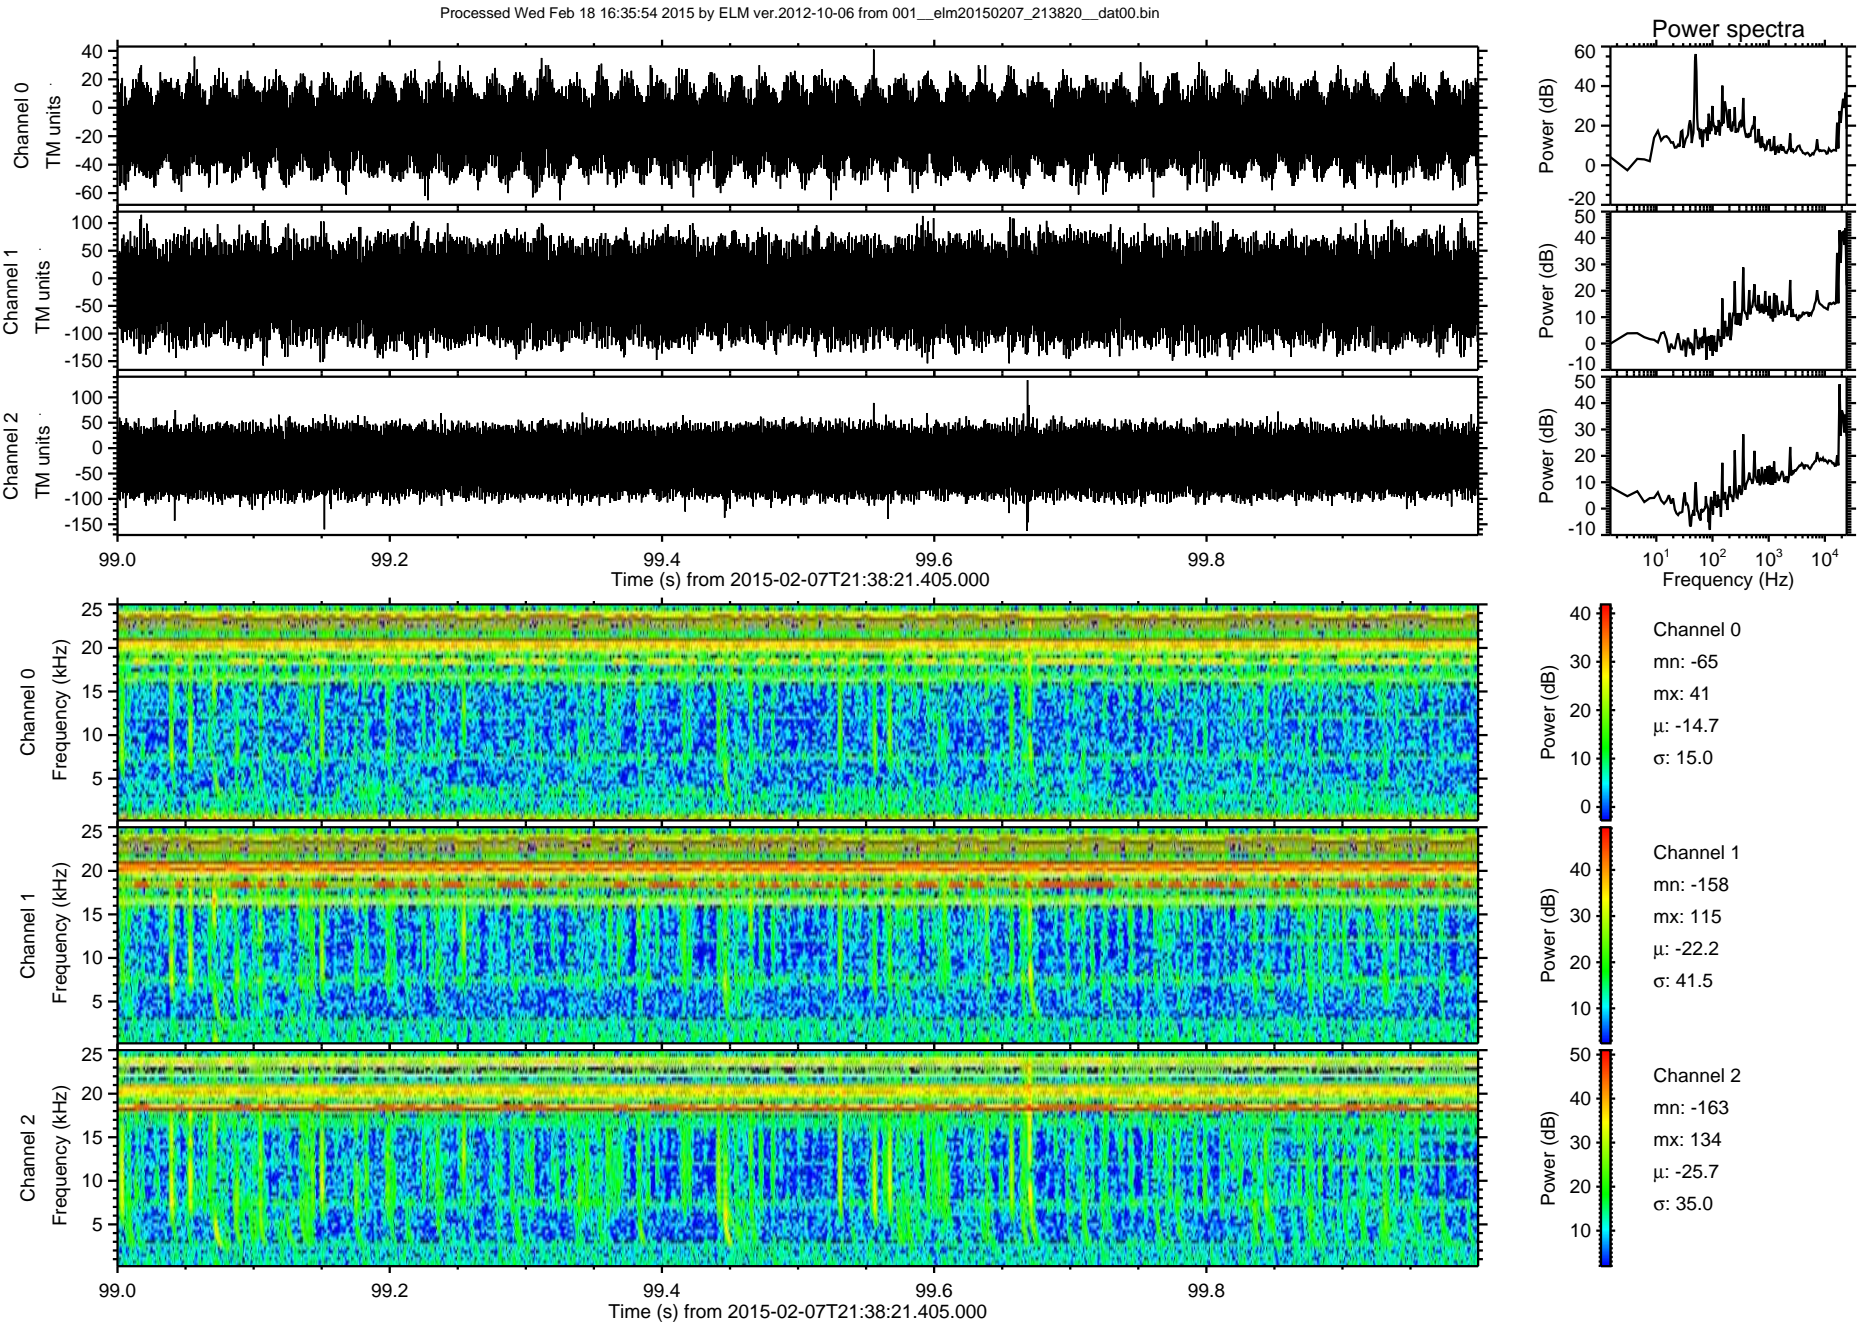 Processed Wed Feb 18 16:35:54 2015 by ELM ver.2012-10-06 from 001__elm20150207_213820__dat00.bin
Power spectra
Channel 0
TM units
40
20
0
-20
-40
-60
Power (dB)
60
40
20
0
-20
Channel 1
TM units
100
50
0
-50
-100
-150
Power (dB)
50
40
30
20
10
0
-10
Channel 2
TM units
100
50
0
-50
-100
-150
Power (dB)
50
40
30
20
10
0
-10
99.0 99.2 99.4 99.6 99.8
Time (s) from 2015-02-07T21:38:21.405.000
10¹ 10² 10³ 10⁴
Frequency (Hz)
Channel 0
Frequency (kHz)
25
20
15
10
5
Power (dB)
40
30
20
10
0
Channel 0
mn: -65
mx: 41
μ: -14.7
σ: 15.0
Channel 1
Frequency (kHz)
25
20
15
10
5
Power (dB)
40
30
20
10
Channel 1
mn: -158
mx: 115
μ: -22.2
σ: 41.5
Channel 2
Frequency (kHz)
25
20
15
10
5
Power (dB)
50
40
30
20
10
Channel 2
mn: -163
mx: 134
μ: -25.7
σ: 35.0
99.0 99.2 99.4 99.6 99.8
Time (s) from 2015-02-07T21:38:21.405.000